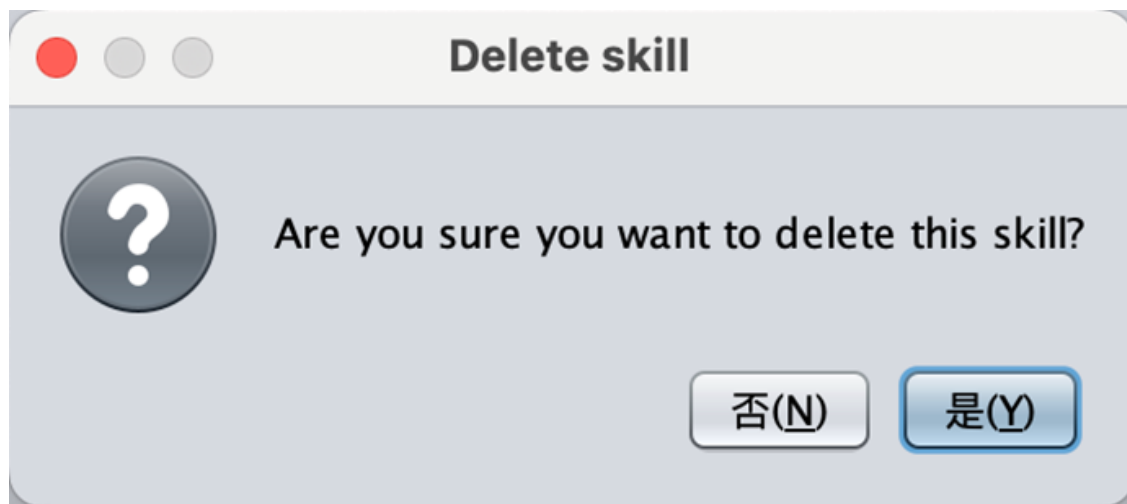 Delete skill
Are you sure you want to delete this skill?
否(N) 是(Y)